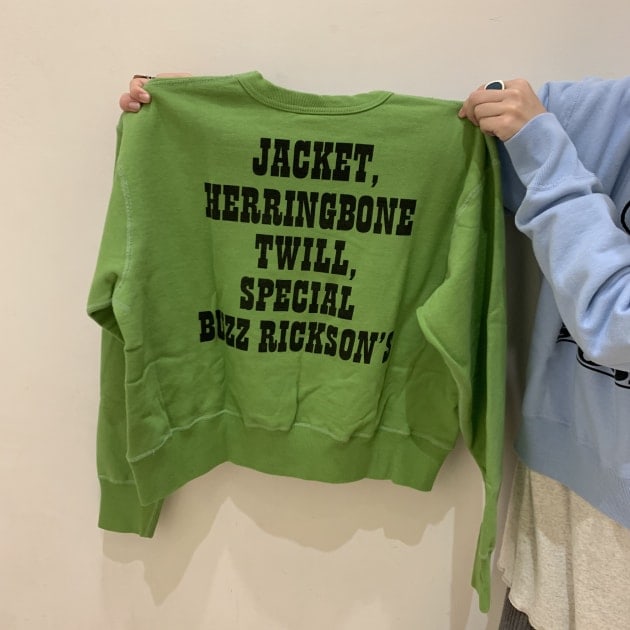 JACKET,
HERRINGBONE
TWILL,
SPECIAL
BUZZ RICKSON'S